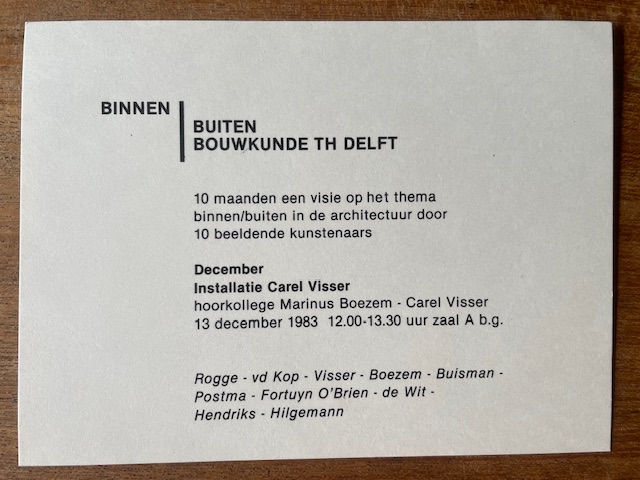 BINNEN
BUITEN
BOUWKUNDE TH DELFT
10 maanden een visie op het thema
binnen/buiten in de architectuur door
10 beeldende kunstenaars
December
Installatie Carel Visser
hoorkollege Marinus Boezem - Carel Visser
13 december 1983 12.00-13.30 uur zaal A b.g.
Rogge - vd Kop - Visser - Boezem - Buisman -
Postma - Fortuyn O'Brien - de Wit -
Hendriks - Hilgemann